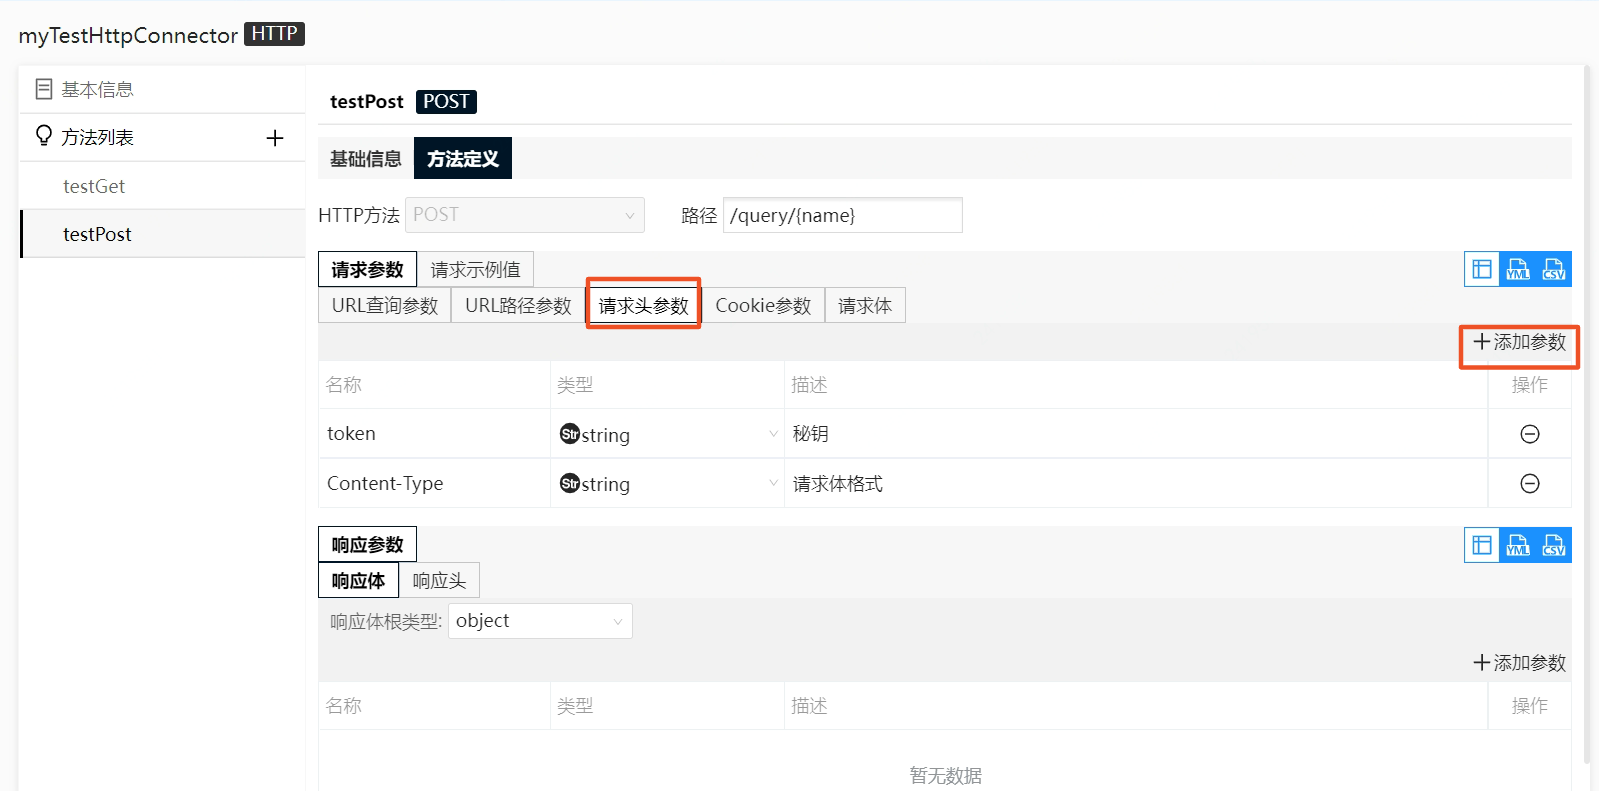 myTestHttpConnector HTTP
基本信息
方法列表
testGet
testPost
testPost POST
基础信息 方法定义
HTTP方法 POST 路径 /query/{name}
请求参数 请求示例值 YML CSV
URL查询参数 URL路径参数 请求头参数 Cookie参数 请求体
添加参数
名称 类型 描述 操作
token Str string 秘钥
Content-Type Str string 请求体格式
响应参数 YML CSV
响应体 响应头
响应体根类型: object
添加参数
名称 类型 描述 操作
暂无数据